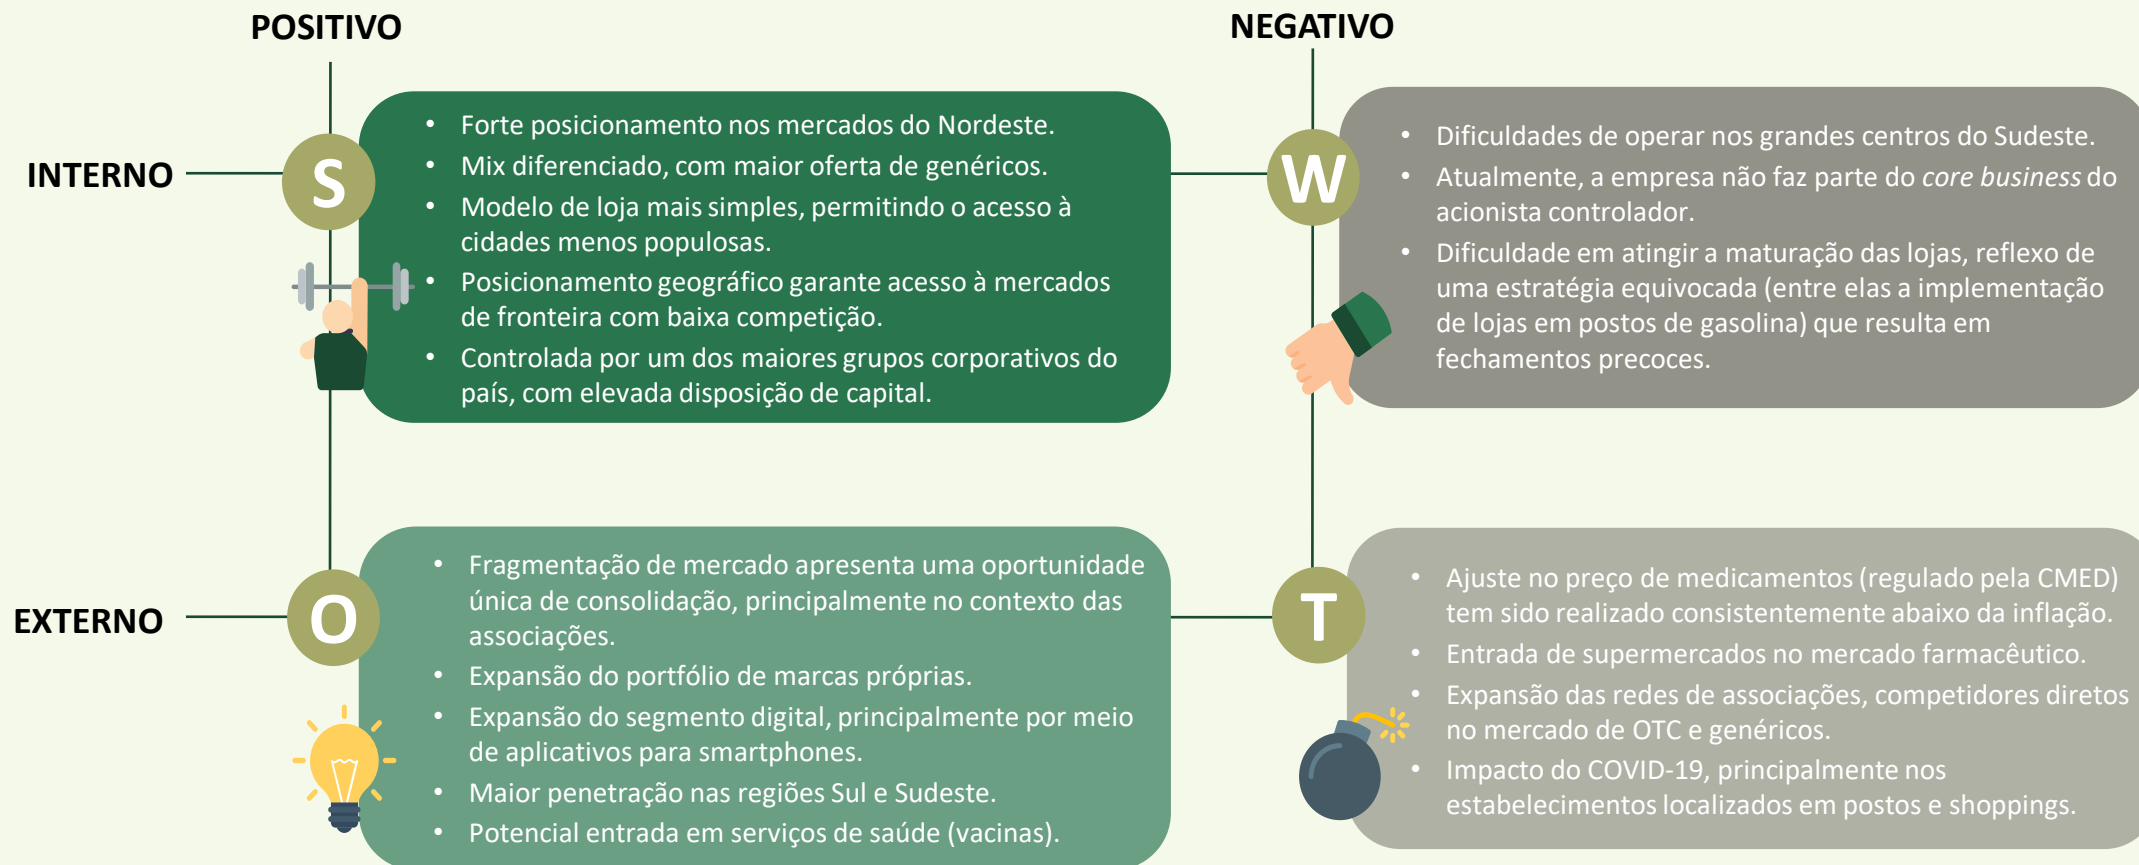 POSITIVO
NEGATIVO
INTERNO
S
• Forte posicionamento nos mercados do Nordeste.
• Mix diferenciado, com maior oferta de genéricos.
• Modelo de loja mais simples, permitindo o acesso à
cidades menos populosas.
• Posicionamento geográfico garante acesso à mercados
de fronteira com baixa competição.
• Controlada por um dos maiores grupos corporativos do
país, com elevada disposição de capital.
W
• Dificuldades de operar nos grandes centros do Sudeste.
• Atualmente, a empresa não faz parte do core business do
acionista controlador.
• Dificuldade em atingir a maturação das lojas, reflexo de
uma estratégia equivocada (entre elas a implementação
de lojas em postos de gasolina) que resulta em
fechamentos precoces.
EXTERNO
O
• Fragmentação de mercado apresenta uma oportunidade
única de consolidação, principalmente no contexto das
associações.
• Expansão do portfólio de marcas próprias.
• Expansão do segmento digital, principalmente por meio
de aplicativos para smartphones.
• Maior penetração nas regiões Sul e Sudeste.
• Potencial entrada em serviços de saúde (vacinas).
T
• Ajuste no preço de medicamentos (regulado pela CMED)
tem sido realizado consistentemente abaixo da inflação.
• Entrada de supermercados no mercado farmacêutico.
• Expansão das redes de associações, competidores diretos
no mercado de OTC e genéricos.
• Impacto do COVID-19, principalmente nos
estabelecimentos localizados em postos e shoppings.